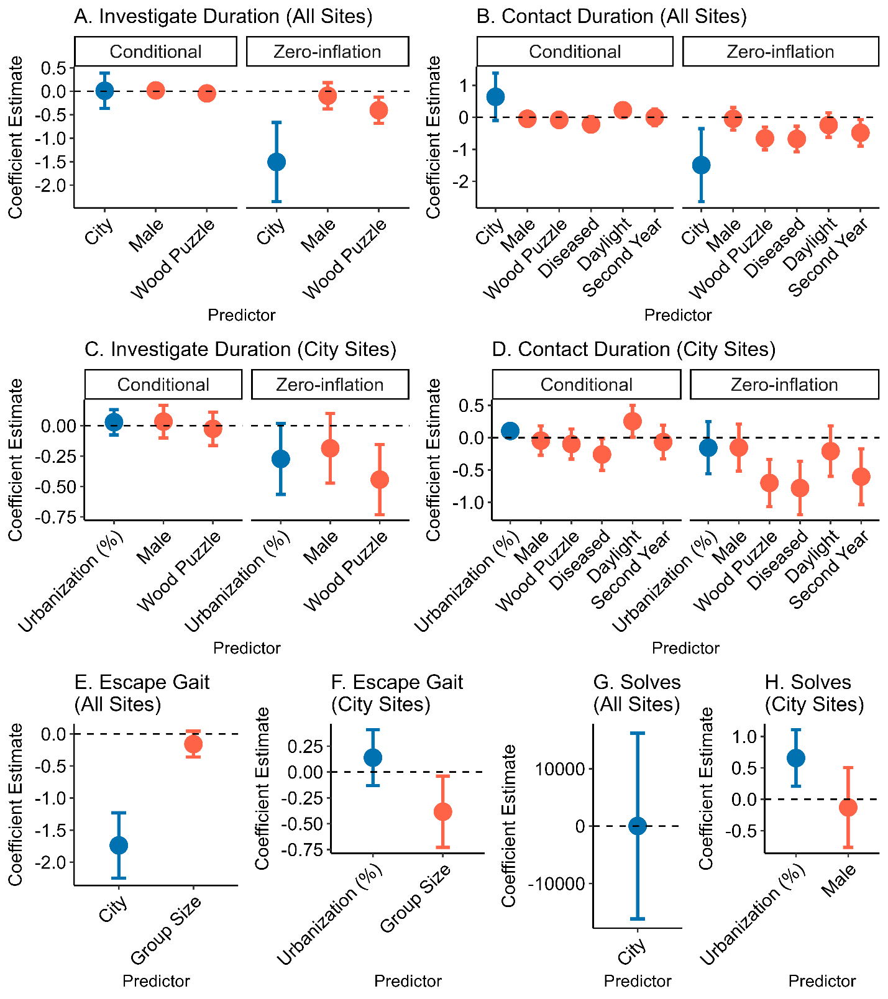 A. Investigate Duration (All Sites)
Conditional
Zero-inflation
Coefficient Estimate
0.5
0.0
-0.5
-1.0
-1.5
-2.0
City
Male
Wood Puzzle
City
Male
Wood Puzzle
Predictor
B. Contact Duration (All Sites)
Conditional
Zero-inflation
Coefficient Estimate
1
0
-1
-2
City
Male
Wood Puzzle
Diseased
Daylight
Second Year
City
Male
Wood Puzzle
Diseased
Daylight
Second Year
Predictor
C. Investigate Duration (City Sites)
Conditional
Zero-inflation
Coefficient Estimate
0.00
-0.25
-0.50
-0.75
Urbanization (%)
Male
Wood Puzzle
Urbanization (%)
Male
Wood Puzzle
Predictor
D. Contact Duration (City Sites)
Conditional
Zero-inflation
Coefficient Estimate
0.5
0.0
-0.5
-1.0
Urbanization (%)
Male
Wood Puzzle
Diseased
Daylight
Second Year
Urbanization (%)
Male
Wood Puzzle
Diseased
Daylight
Second Year
Predictor
E. Escape Gait
(All Sites)
Coefficient Estimate
0.0
-0.5
-1.0
-1.5
-2.0
City
Group Size
Predictor
F. Escape Gait
(City Sites)
Coefficient Estimate
0.25
0.00
-0.25
-0.50
-0.75
Urbanization (%)
Group Size
Predictor
G. Solves
(All Sites)
Coefficient Estimate
10000
0
-10000
City
Predictor
H. Solves
(City Sites)
Coefficient Estimate
1.0
0.5
0.0
-0.5
Urbanization (%)
Male
Predictor